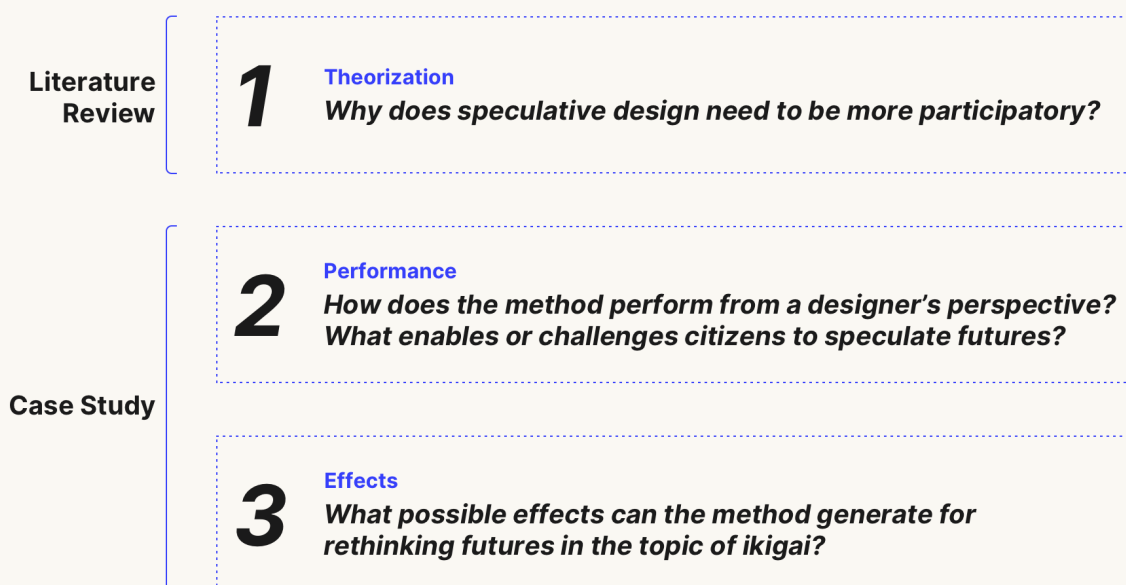 Literature
Review
1
Theorization
Why does speculative design need to be more participatory?
Case Study
2
Performance
How does the method perform from a designer’s perspective?
What enables or challenges citizens to speculate futures?
3
Effects
What possible effects can the method generate for
rethinking futures in the topic of ikigai?